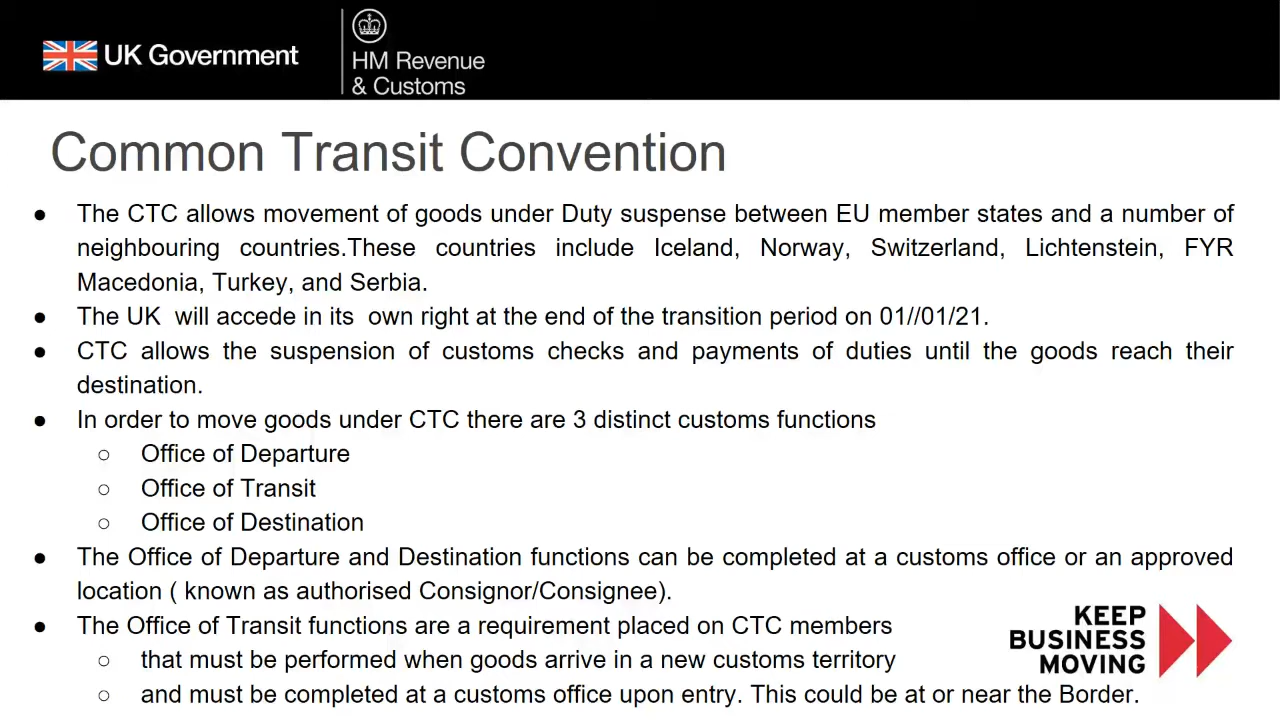 UK Government
HM Revenue
& Customs
Common Transit Convention
● The CTC allows movement of goods under Duty suspense between EU member states and a number of
neighbouring countries.These countries include Iceland, Norway, Switzerland, Lichtenstein, FYR
Macedonia, Turkey, and Serbia.
● The UK will accede in its own right at the end of the transition period on 01//01/21.
● CTC allows the suspension of customs checks and payments of duties until the goods reach their
destination.
● In order to move goods under CTC there are 3 distinct customs functions
○ Office of Departure
○ Office of Transit
○ Office of Destination
● The Office of Departure and Destination functions can be completed at a customs office or an approved
location ( known as authorised Consignor/Consignee).
● The Office of Transit functions are a requirement placed on CTC members
○ that must be performed when goods arrive in a new customs territory
○ and must be completed at a customs office upon entry. This could be at or near the Border.
KEEP
BUSINESS
MOVING